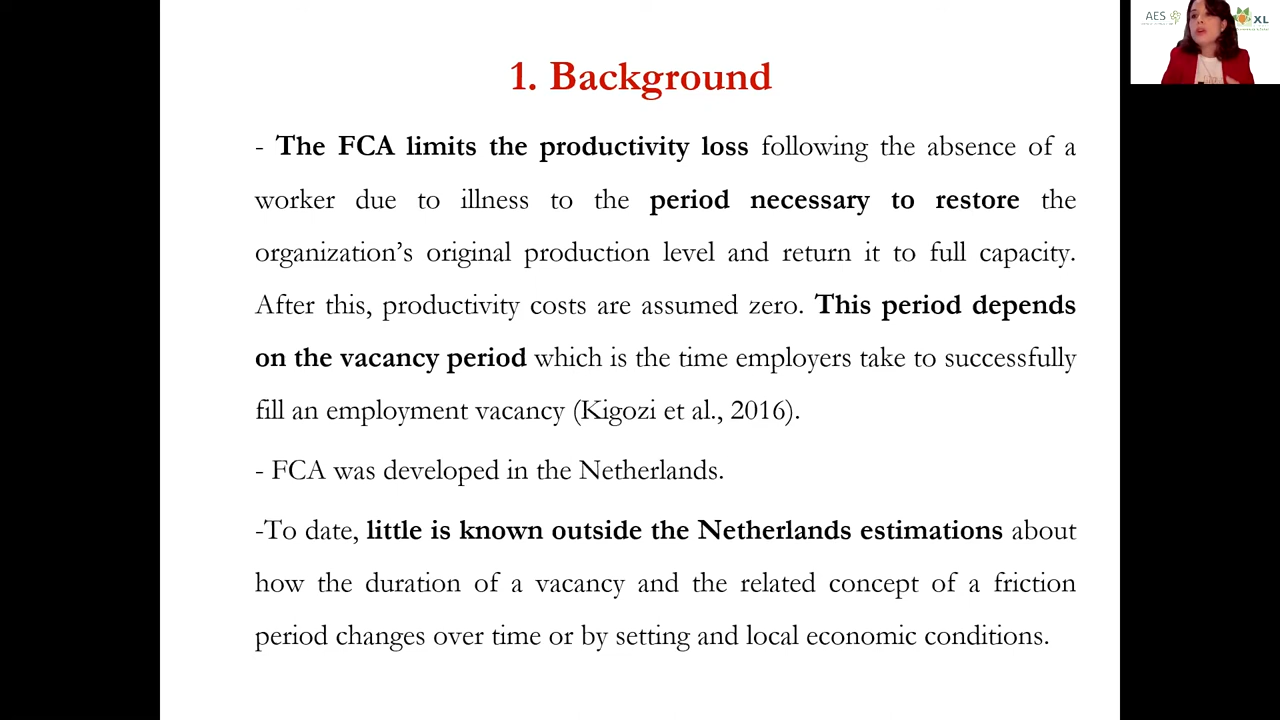 AES
XL
1. Background
- The FCA limits the productivity loss following the absence of a
worker due to illness to the period necessary to restore the
organization’s original production level and return it to full capacity.
After this, productivity costs are assumed zero. This period depends
on the vacancy period which is the time employers take to successfully
fill an employment vacancy (Kigozi et al., 2016).
- FCA was developed in the Netherlands.
-To date, little is known outside the Netherlands estimations about
how the duration of a vacancy and the related concept of a friction
period changes over time or by setting and local economic conditions.